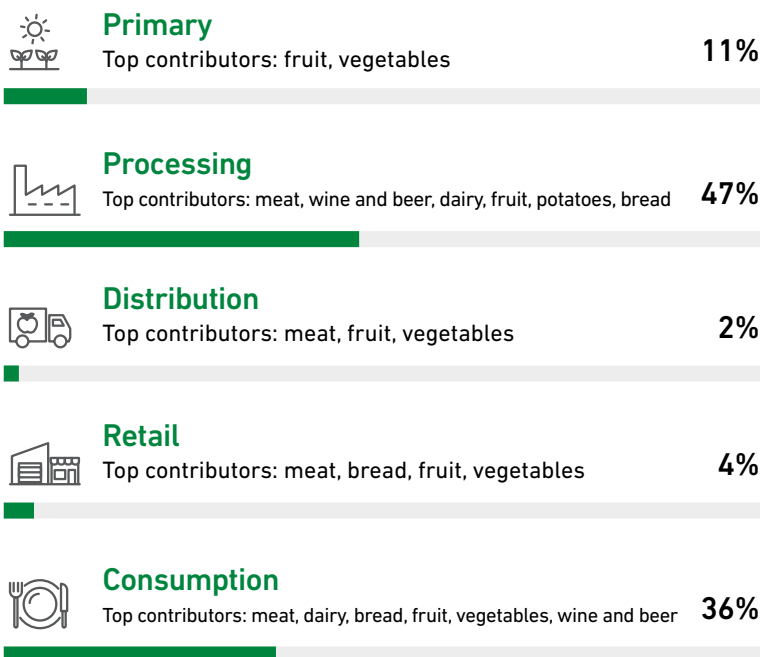 Primary
Top contributors: fruit, vegetables
11%
Processing
Top contributors: meat, wine and beer, dairy, fruit, potatoes, bread
47%
Distribution
Top contributors: meat, fruit, vegetables
2%
Retail
Top contributors: meat, bread, fruit, vegetables
4%
Consumption
Top contributors: meat, dairy, bread, fruit, vegetables, wine and beer
36%